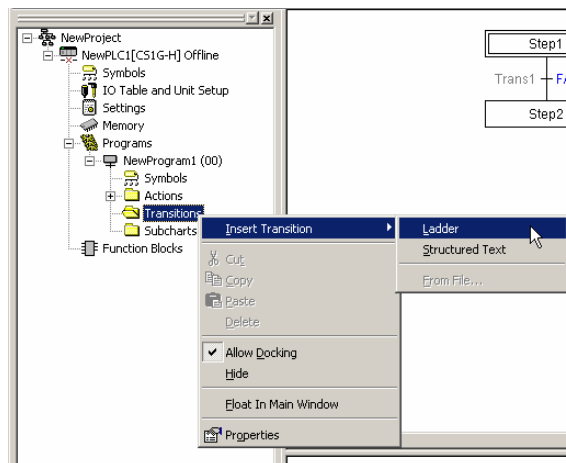 NewProject
NewPLC1[CS1G-H] Offline
Symbols
IO Table and Unit Setup
Settings
Memory
Programs
NewProgram1 (00)
Symbols
Actions
Transitions
Subcharts
Function Blocks
Insert Transition
Cut
Copy
Paste
Delete
Allow Docking
Hide
Float In Main Window
Properties
Ladder
Structured Text
From File...
Step1
Trans1
Step2